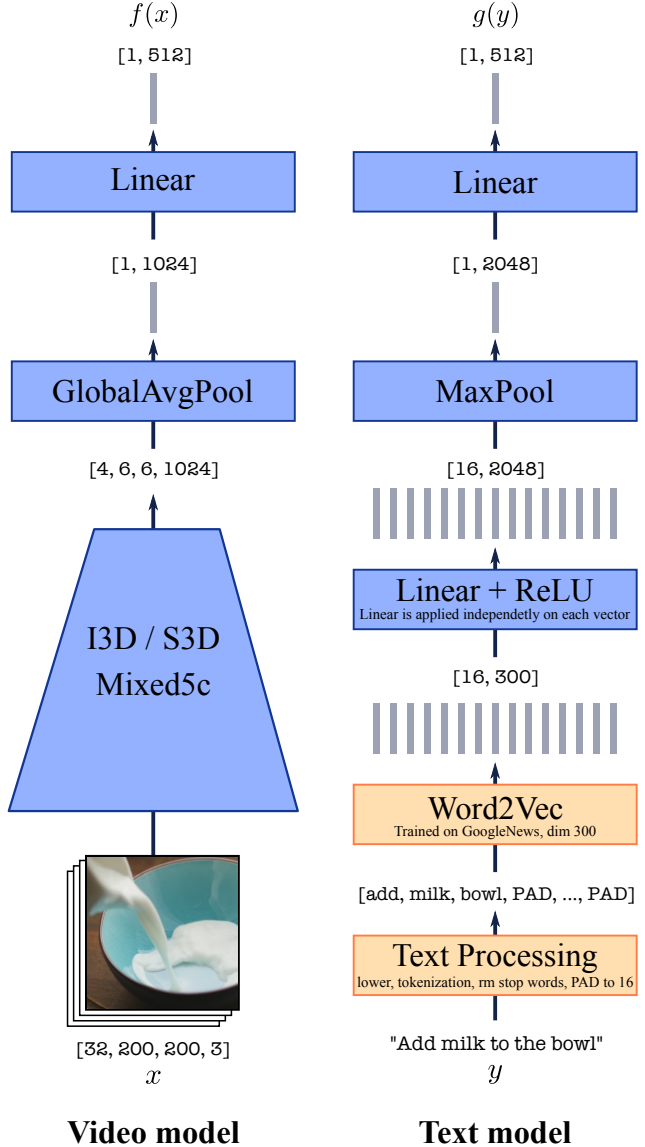 f(x)
[1, 512]
Linear
[1, 1024]
GlobalAvgPool
[4, 6, 6, 1024]
I3D / S3D
Mixed5c
[32, 200, 200, 3]
x
Video model
g(y)
[1, 512]
Linear
[1, 2048]
MaxPool
[16, 2048]
Linear + ReLU
Linear is applied independetly on each vector
[16, 300]
Word2Vec
Trained on GoogleNews, dim 300
[add, milk, bowl, PAD, ..., PAD]
Text Processing
lower, tokenization, rm stop words, PAD to 16
"Add milk to the bowl"
y
Text model